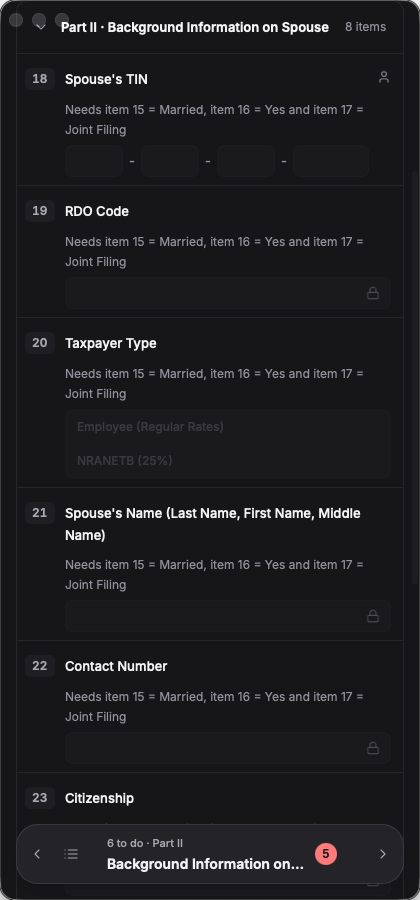 Part II · Background Information on Spouse 8 items
18 Spouse's TIN
Needs item 15 = Married, item 16 = Yes and item 17 =
Joint Filing
- - -
19 RDO Code
Needs item 15 = Married, item 16 = Yes and item 17 =
Joint Filing
20 Taxpayer Type
Needs item 15 = Married, item 16 = Yes and item 17 =
Joint Filing
Employee (Regular Rates)
NRANETB (25%)
21 Spouse's Name (Last Name, First Name, Middle
Name)
Needs item 15 = Married, item 16 = Yes and item 17 =
Joint Filing
22 Contact Number
Needs item 15 = Married, item 16 = Yes and item 17 =
Joint Filing
23 Citizenship
6 to do · Part II
Background Information on... 5